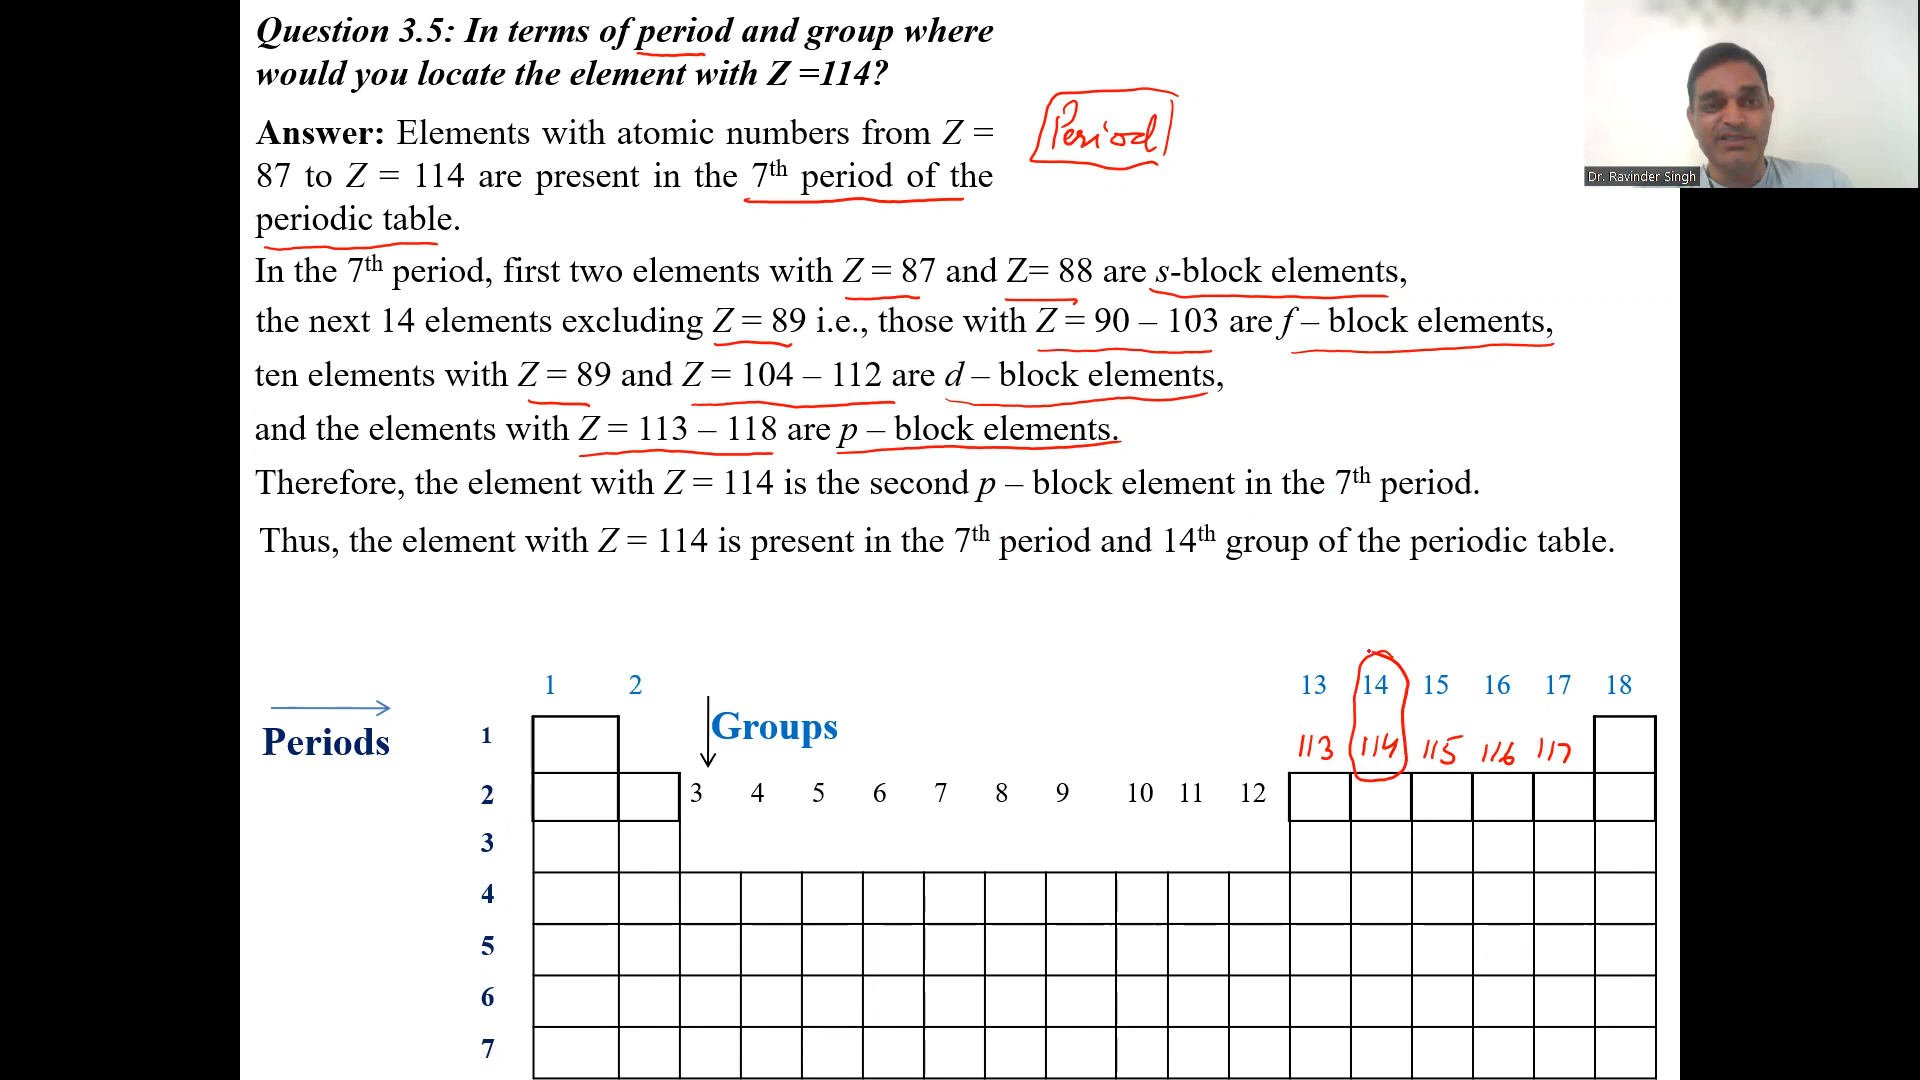 Question 3.5: In terms of period and group where
would you locate the element with Z =114?
Answer: Elements with atomic numbers from Z =
87 to Z = 114 are present in the 7th period of the
periodic table.
Period
Dr. Ravinder Singh
In the 7th period, first two elements with Z = 87 and Z= 88 are s-block elements,
the next 14 elements excluding Z = 89 i.e., those with Z = 90 – 103 are f – block elements,
ten elements with Z = 89 and Z = 104 – 112 are d – block elements,
and the elements with Z = 113 – 118 are p – block elements.
Therefore, the element with Z = 114 is the second p – block element in the 7th period.
Thus, the element with Z = 114 is present in the 7th period and 14th group of the periodic table.
1 2 13 14 15 16 17 18
Periods 1 Groups 113 114 115 116 117
2 3 4 5 6 7 8 9 10 11 12
3
4
5
6
7